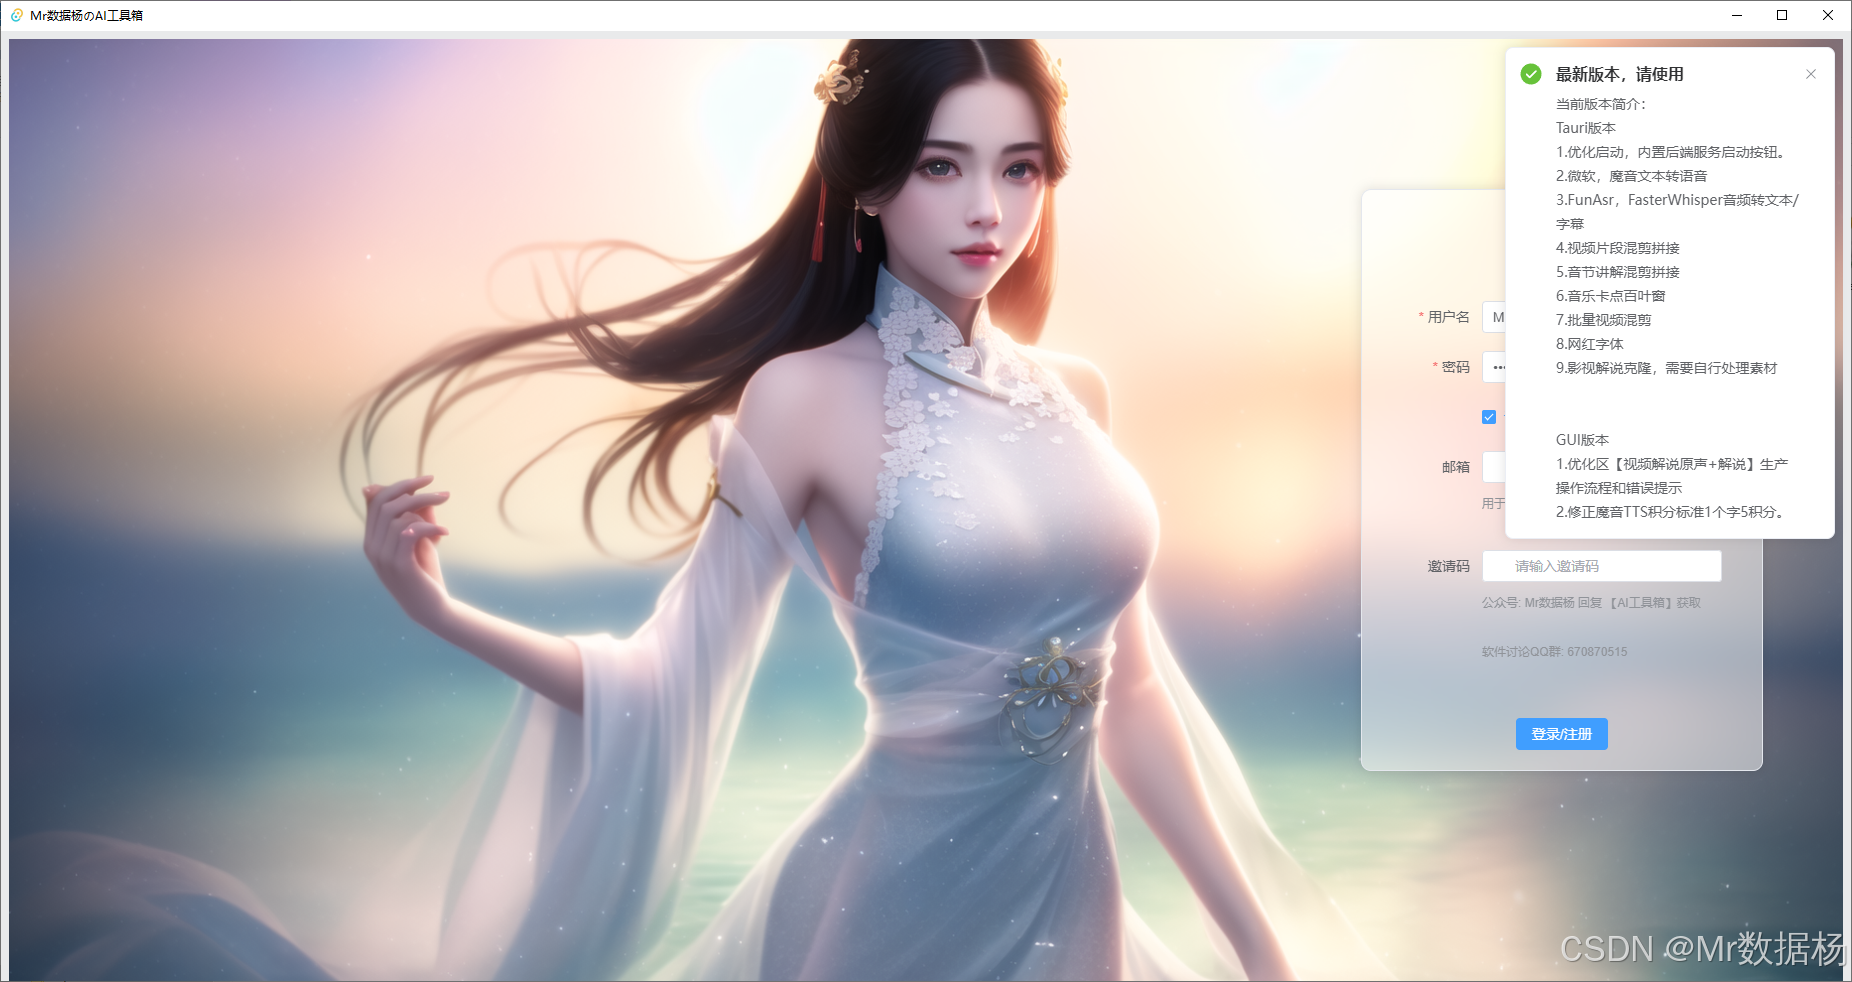 Mr数据杨のAI工具箱
最新版本，请使用
当前版本简介：
Tauri版本
1.优化启动，内置后端服务启动按钮。
2.微软，魔音文本转语音
3.FunAsr，FasterWhisper音频转文本/
字幕
4.视频片段混剪拼接
5.音节讲解混剪拼接
6.音乐卡点百叶窗
7.批量视频混剪
8.网红字体
9.影视解说克隆，需要自行处理素材
GUI版本
1.优化区【视频解说原声+解说】生产
操作流程和错误提示
2.修正魔音TTS积分标准1个字5积分。
* 用户名 M
* 密码 •••
邮箱
用于
邀请码 请输入邀请码
公众号: Mr数据杨 回复 【AI工具箱】获取
软件讨论QQ群: 670870515
登录/注册
CSDN @Mr数据杨